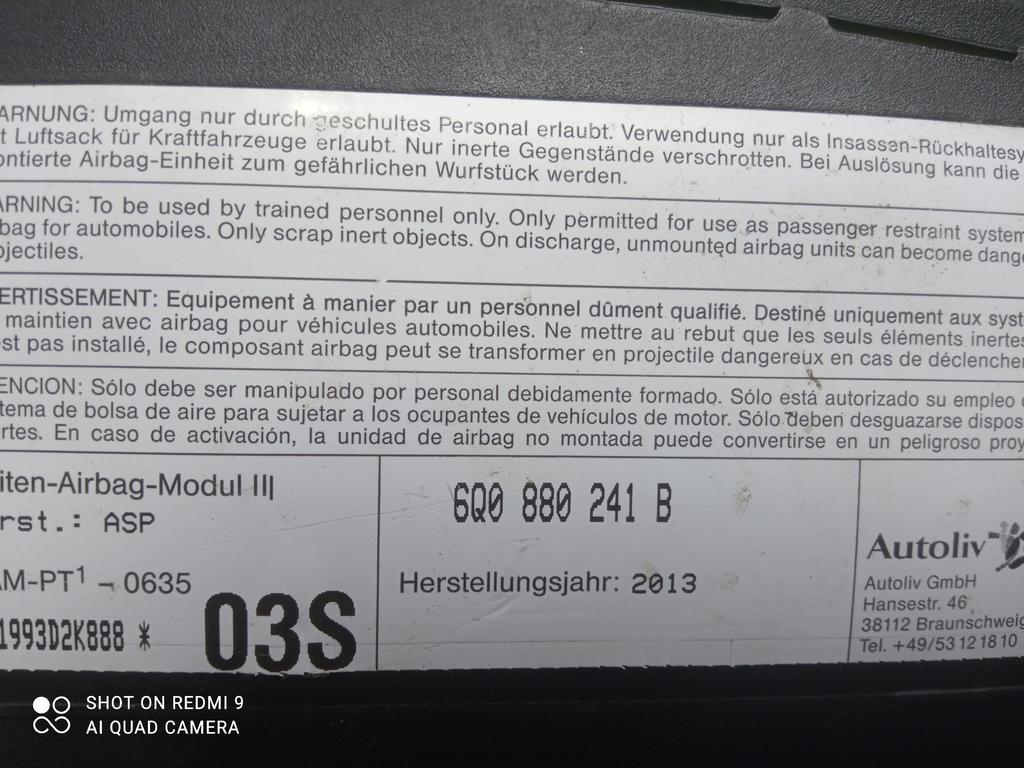 ARNUNG: Umgang nur durch geschultes Personal erlaubt. Verwendung nur als Insassen-Rückhaltesy
t Luftsack für Kraftfahrzeuge erlaubt. Nur inerte Gegenstände verschrotten. Bei Auslösung kann die
ontierte Airbag-Einheit zum gefährlichen Wurfstück werden.
ARNING: To be used by trained personnel only. Only permitted for use as passenger restraint system
bag for automobiles. Only scrap inert objects. On discharge, unmounted airbag units can become dange
ojectiles.
ERTISSEMENT: Equipement à manier par un personnel dûment qualifié. Destiné uniquement aux syst
maintien avec airbag pour véhicules automobiles. Ne mettre au rebut que les seuls éléments inertes
est pas installé, le composant airbag peut se transformer en projectile dangereux en cas de déclenchem
ENCION: Sólo debe ser manipulado por personal debidamente formado. Sólo está autorizado su empleo
tema de bolsa de aire para sujetar a los ocupantes de vehículos de motor. Sólo deben desguazarse dispos
ertes. En caso de activación, la unidad de airbag no montada puede convertirse en un peligroso proy
iten-Airbag-Modul III
rst.: ASP
AM-PT¹ - 0635
1993D2K888 *
03S
6Q0 880 241 B
Herstellungsjahr: 2013
Autoliv
Autoliv GmbH
Hansestr. 46
38112 Braunschweig
Tel. +49/53 12 18 10
SHOT ON REDMI 9
AI QUAD CAMERA